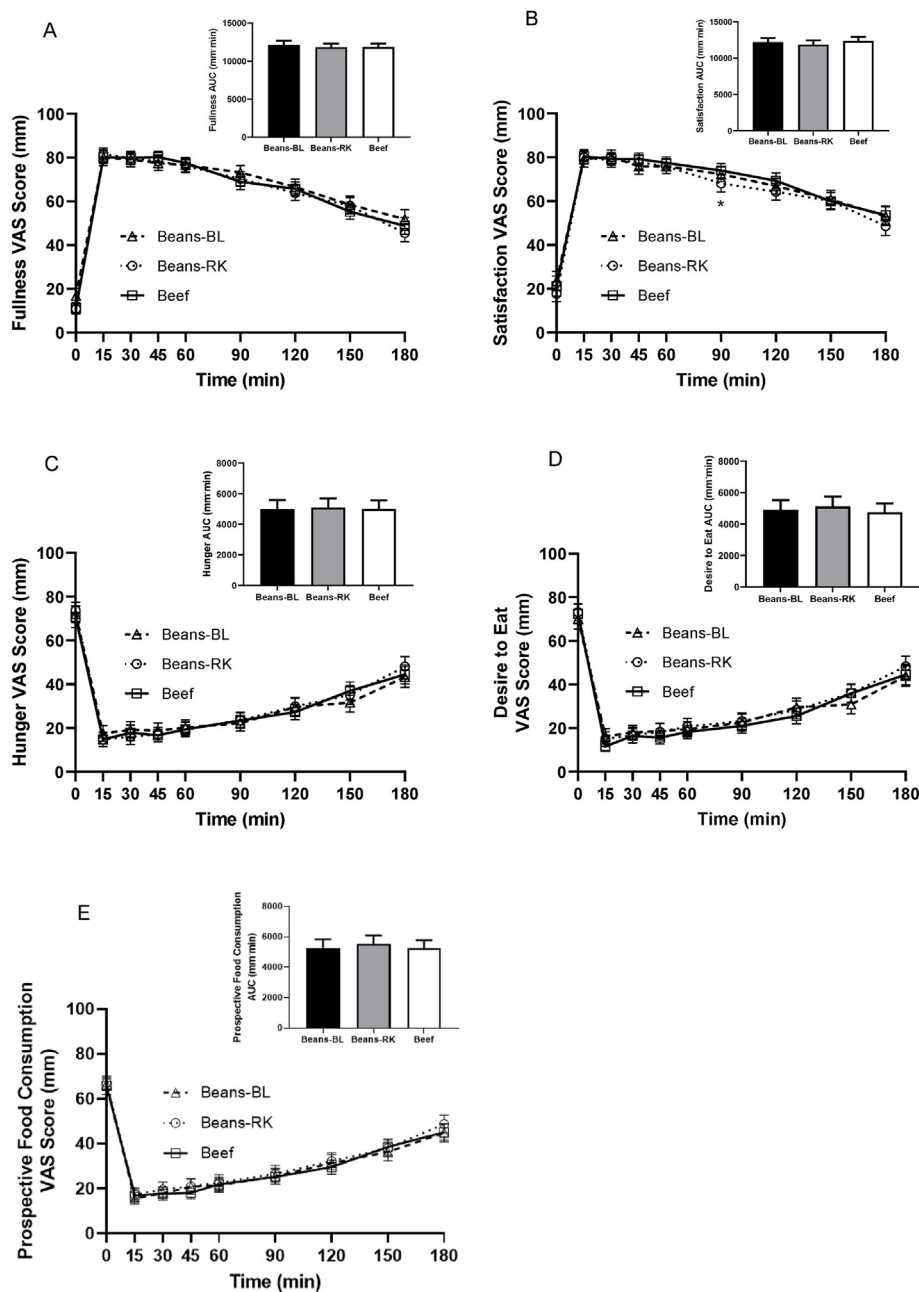 A
Fullness AUC (mm·min)
15000
10000
5000
0
Beans-BL Beans-RK Beef
Fullness VAS Score (mm)
100
80
60
40
20
0
Beans-BL
Beans-RK
Beef
0 15 30 45 60 90 120 150 180
Time (min)
B
Satisfaction AUC (mm·min)
15000
10000
5000
0
Beans-BL Beans-RK Beef
Satisfaction VAS Score (mm)
100
80
60
40
20
0
*
Beans-BL
Beans-RK
Beef
0 15 30 45 60 90 120 150 180
Time (min)
C
Hunger AUC (mm·min)
8000
6000
4000
2000
0
Beans-BL Beans-RK Beef
Hunger VAS Score (mm)
100
80
60
40
20
0
Beans-BL
Beans-RK
Beef
0 15 30 45 60 90 120 150 180
Time (min)
D
Desire to Eat AUC (mm·min)
8000
6000
4000
2000
0
Beans-BL Beans-RK Beef
Desire to Eat
VAS Score (mm)
100
80
60
40
20
0
Beans-BL
Beans-RK
Beef
0 15 30 45 60 90 120 150 180
Time (min)
E
Prospective Food Consumption
AUC (mm·min)
8000
6000
4000
2000
0
Beans-BL Beans-RK Beef
Prospective Food Consumption
VAS Score (mm)
100
80
60
40
20
0
Beans-BL
Beans-RK
Beef
0 15 30 45 60 90 120 150 180
Time (min)